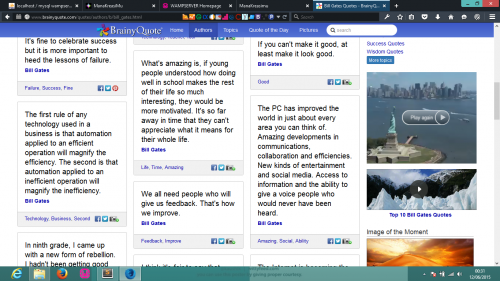 localhost / mysql wampser...
ManaKreasiMu
WAMPSERVER Homepage
ManaKreasimu
Bill Gates Quotes - BrainyQ...
www.brainyquote.com/quotes/authors/b/bill_gates.html
Search
BrainyQuote
Home
Authors
Topics
Quote of the Day
Pictures
search
It's fine to celebrate success
but it is more important to
heed the lessons of failure.
Bill Gates
Failure, Success, Fine
The first rule of any
technology used in a
business is that automation
applied to an efficient
operation will magnify the
efficiency. The second is that
automation applied to an
inefficient operation will
magnify the inefficiency.
Bill Gates
Technology, Business, Second
In ninth grade, I came up
with a new form of rebellion.
I hadn't been getting good
What's amazing is, if young
people understood how doing
well in school makes the rest
of their life so much
interesting, they would be
more motivated. It's so far
away in time that they can't
appreciate what it means for
their whole life.
Bill Gates
Life, Time, Amazing
We all need people who will
give us feedback. That's how
we improve.
Bill Gates
Feedback, Improve
If you can't make it good, at
least make it look good.
Bill Gates
Good
The PC has improved the
world in just about every
area you can think of.
Amazing developments in
communications,
collaboration and efficiencies.
New kinds of entertainment
and social media. Access to
information and the ability to
give a voice people who
would never have been
heard.
Bill Gates
Amazing, Social, Ability
Success Quotes
Wisdom Quotes
More topics
Play again
Top 10 Bill Gates Quotes
Image of the Moment
00:31
12/06/2015